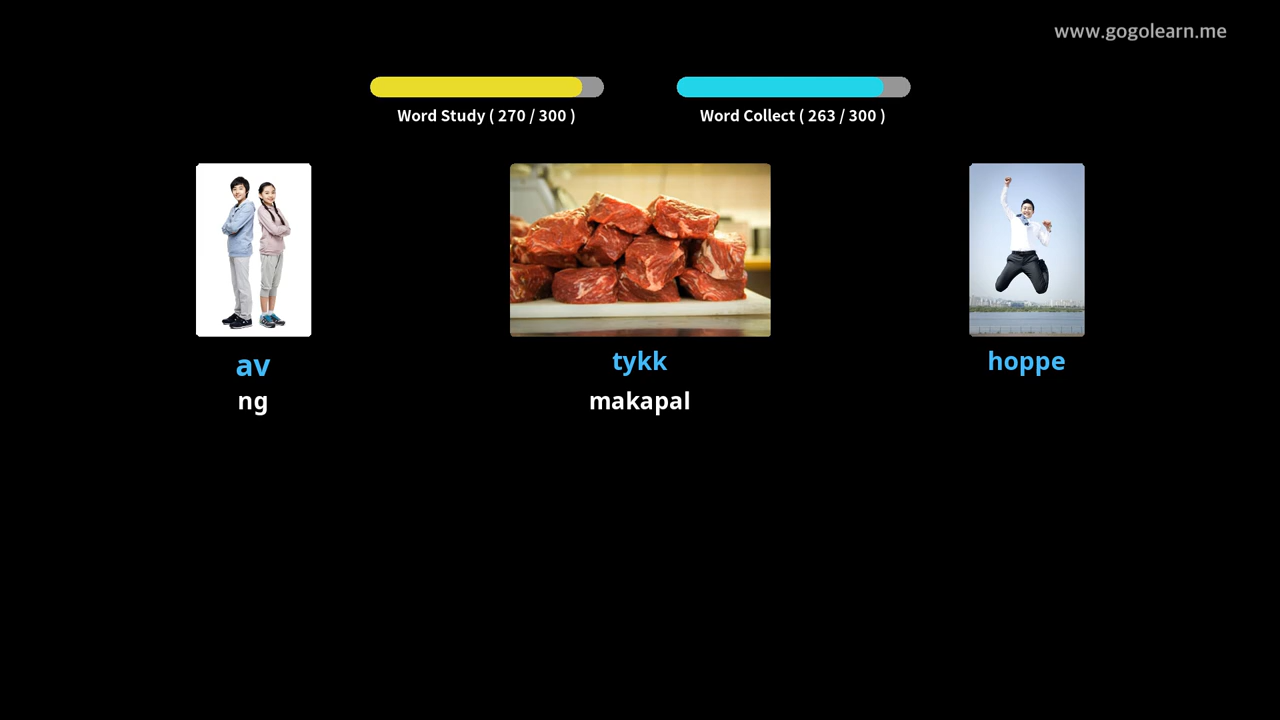 www.gogolearn.me
Word Study ( 270 / 300 )
Word Collect ( 263 / 300 )
av
tykk
hoppe
ng
makapal